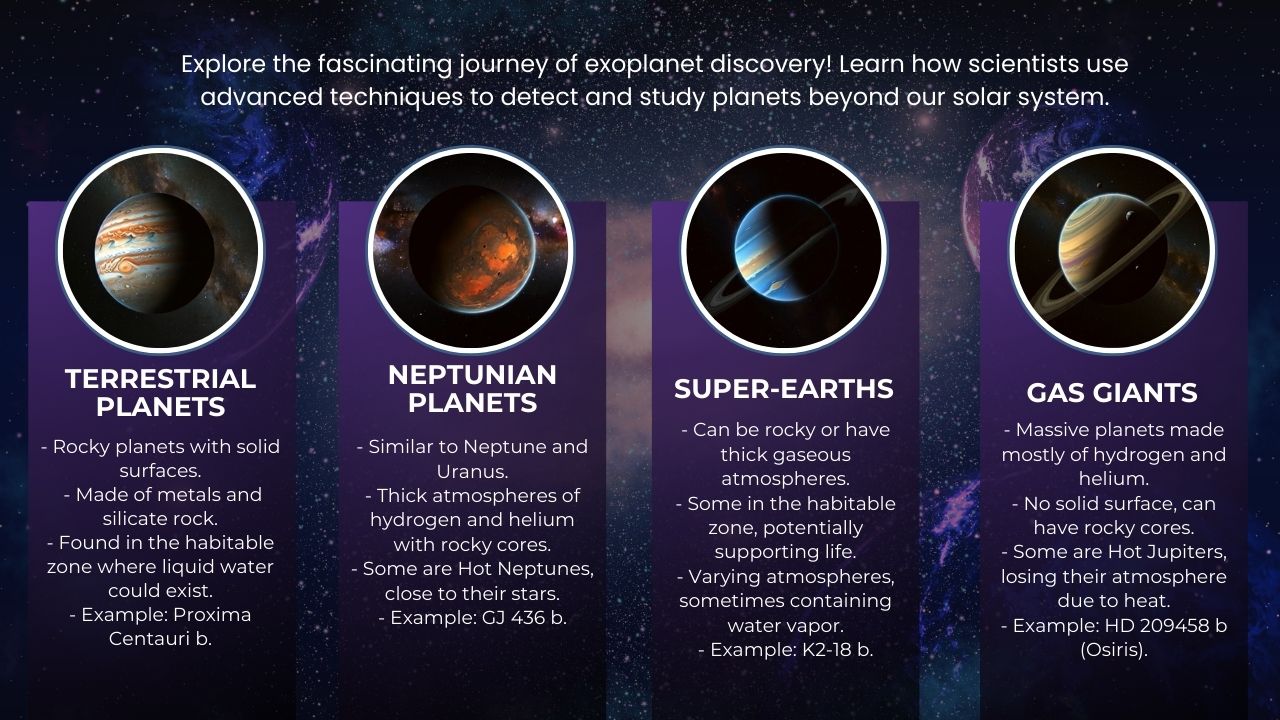 Explore the fascinating journey of exoplanet discovery! Learn how scientists use
advanced techniques to detect and study planets beyond our solar system.
TERRESTRIAL
PLANETS
- Rocky planets with solid
surfaces.
- Made of metals and
silicate rock.
- Found in the habitable
zone where liquid water
could exist.
- Example: Proxima
Centauri b.
NEPTUNIAN
PLANETS
- Similar to Neptune and
Uranus.
- Thick atmospheres of
hydrogen and helium
with rocky cores.
- Some are Hot Neptunes,
close to their stars.
- Example: GJ 436 b.
SUPER-EARTHS
- Can be rocky or have
thick gaseous
atmospheres.
- Some in the habitable
zone, potentially
supporting life.
- Varying atmospheres,
sometimes containing
water vapor.
- Example: K2-18 b.
GAS GIANTS
- Massive planets made
mostly of hydrogen and
helium.
- No solid surface, can
have rocky cores.
- Some are Hot Jupiters,
losing their atmosphere
due to heat.
- Example: HD 209458 b
(Osiris).